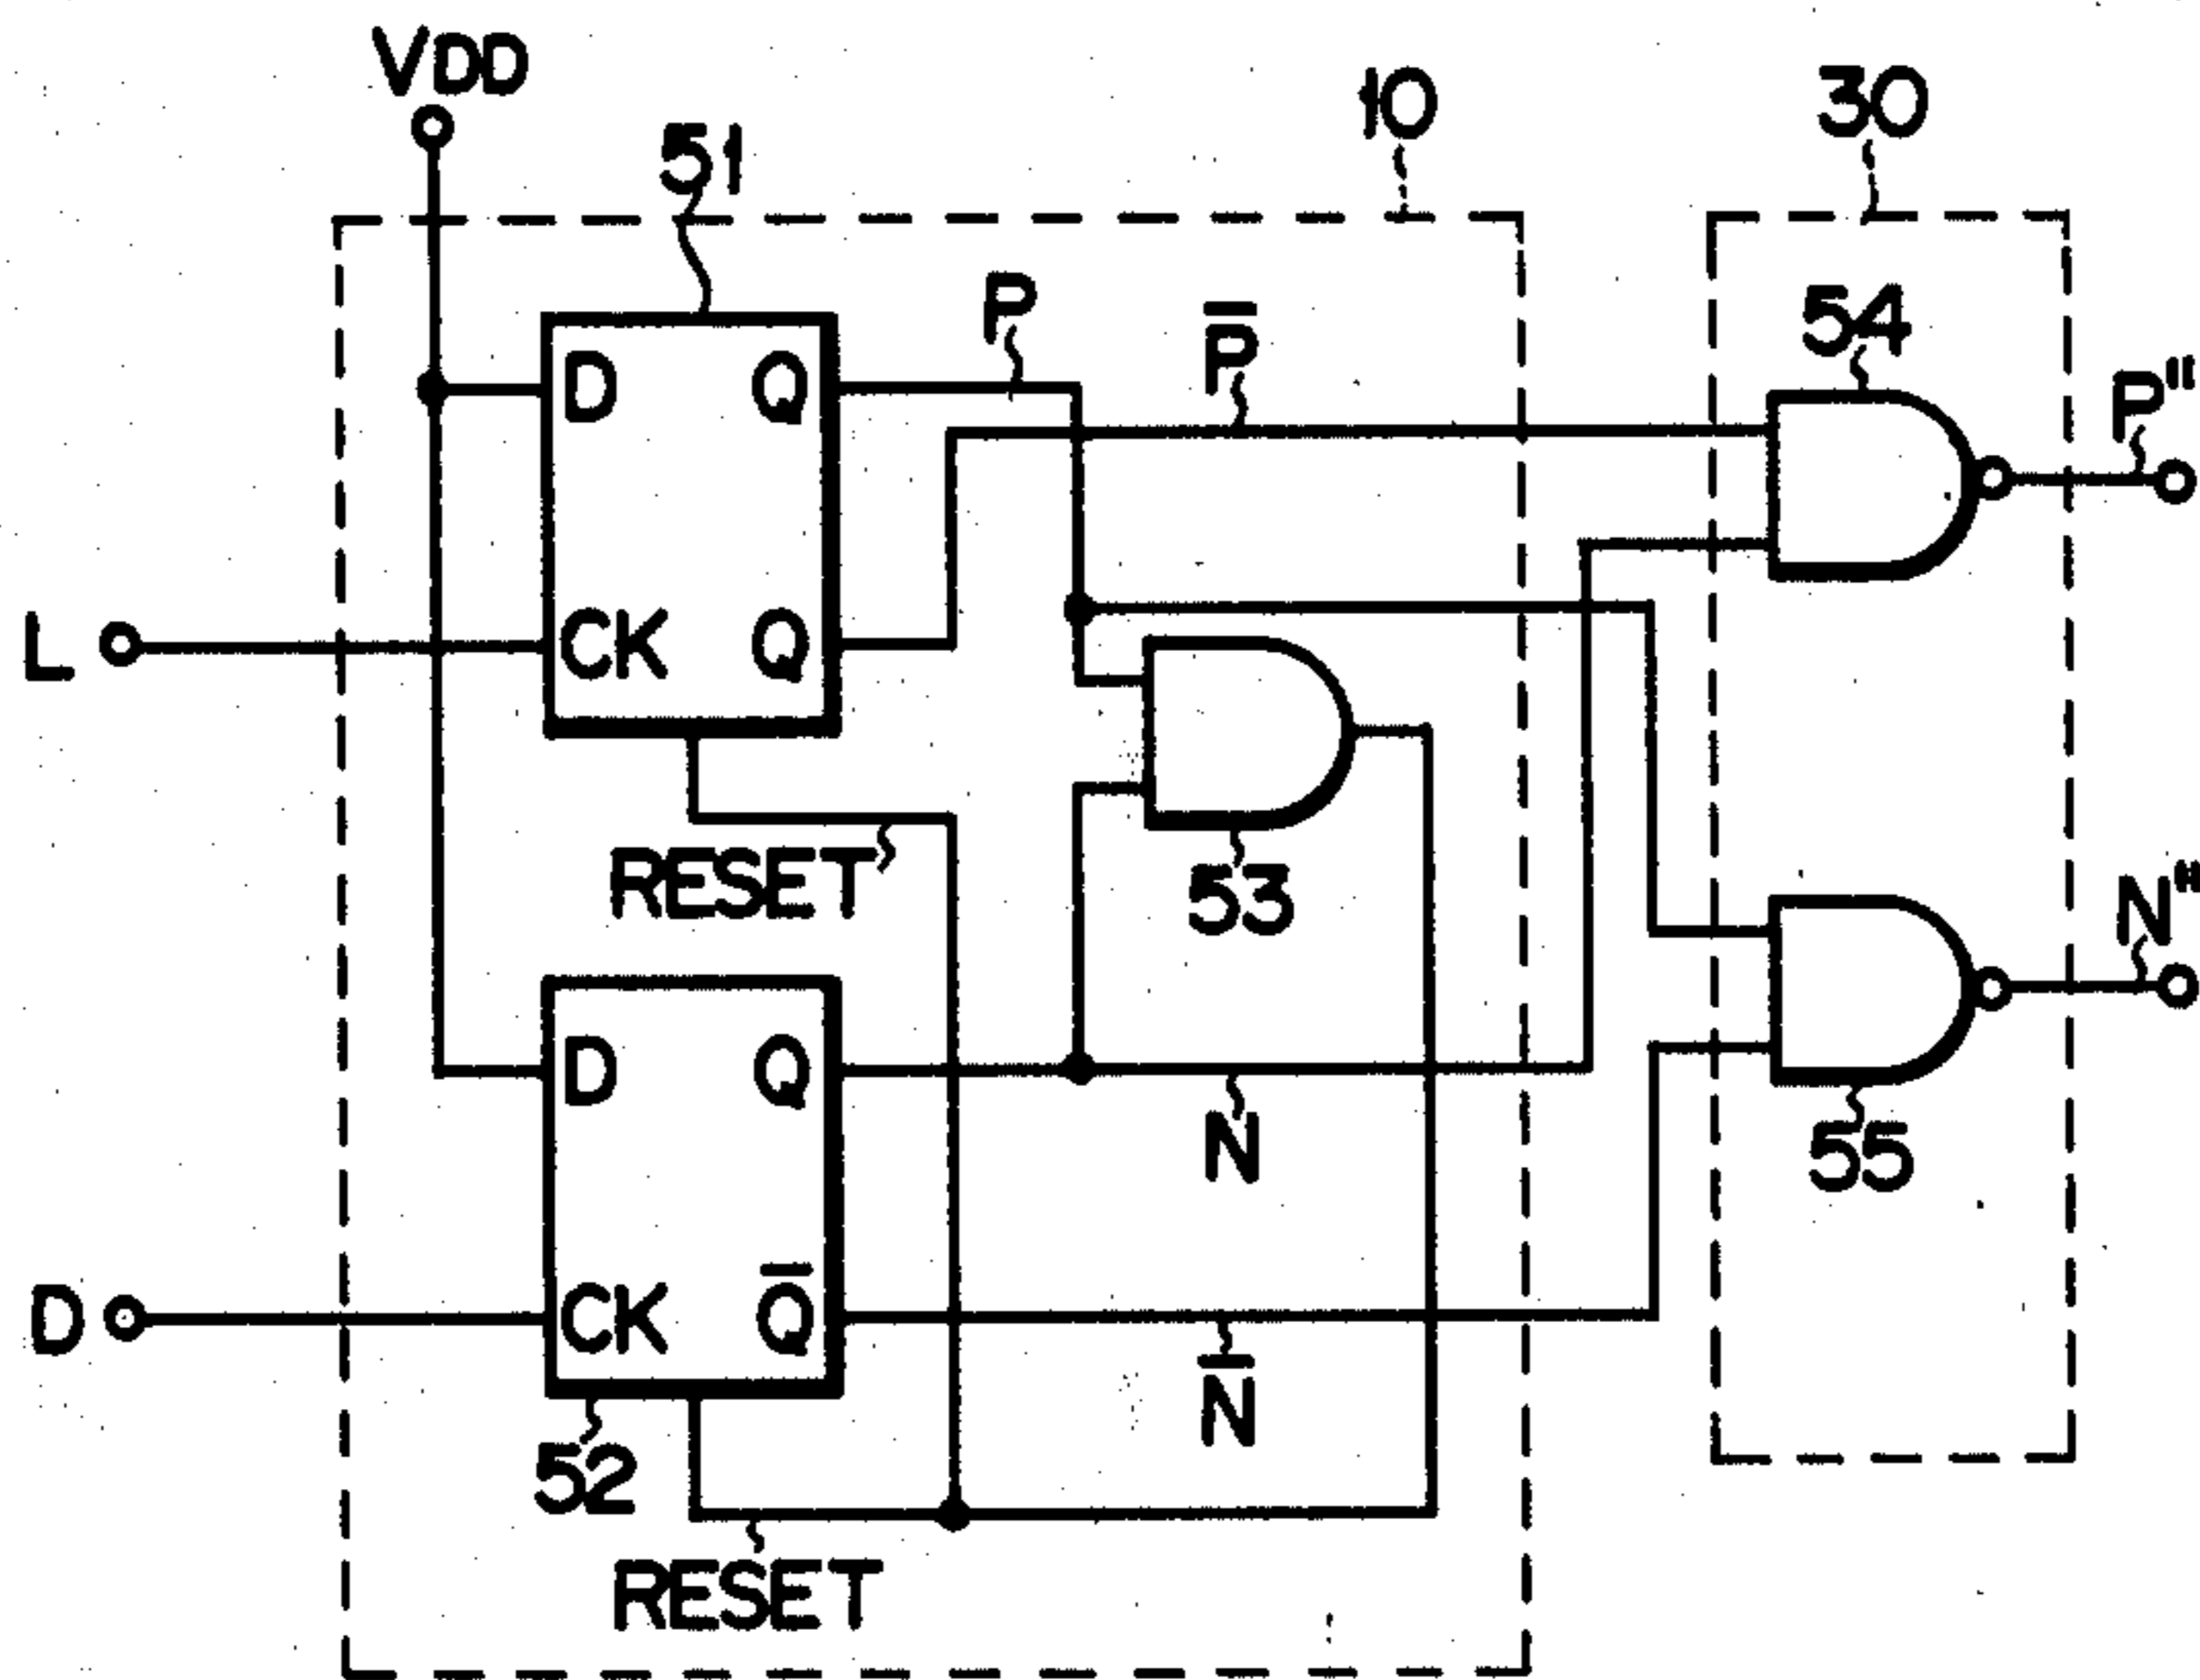 VDD
51
10
30
P
P̅
54
P"
D Q
L
CK Q
RESET
53
N"
D Q
N
55
D
CK Q̅
N̅
52
RESET